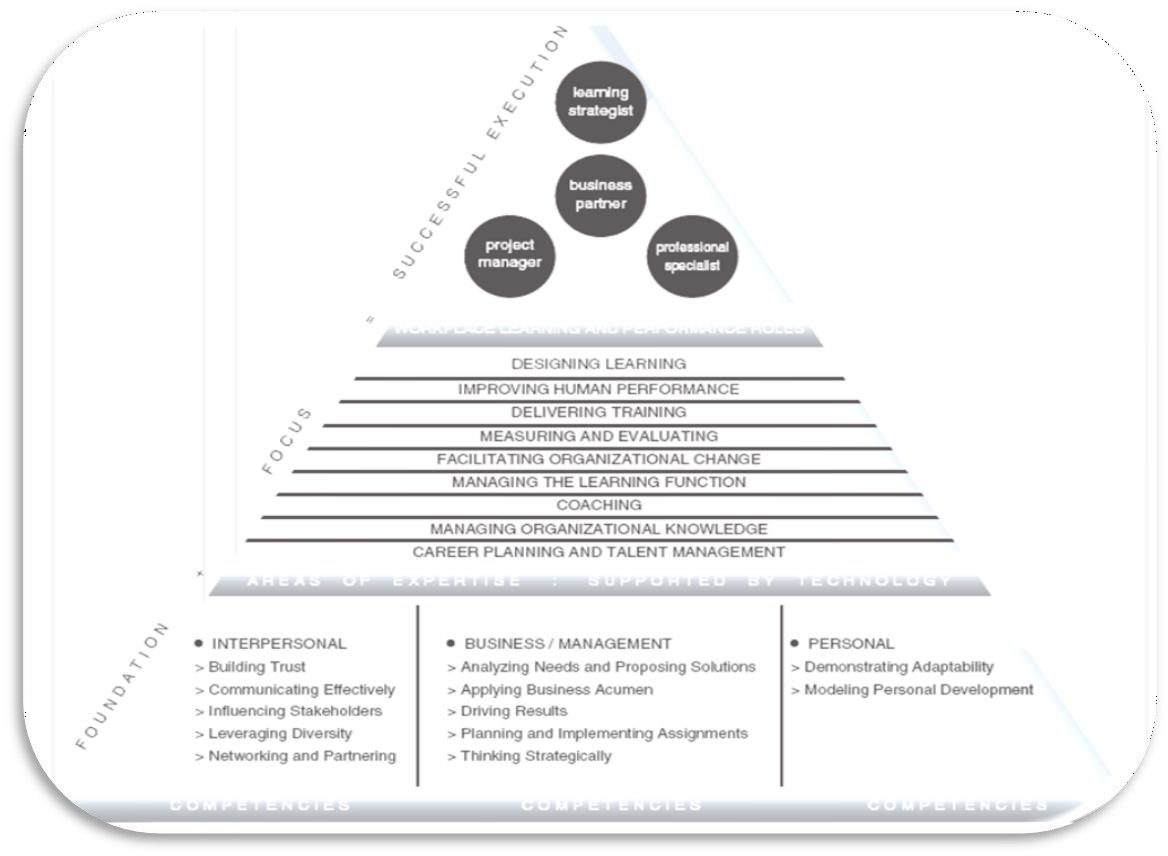 SUCCESSFUL EXECUTION
learning
strategist
business
partner
project
manager
professional
specialist
=
WORKPLACE LEARNING AND PERFORMANCE ROLES
FOCUS
DESIGNING LEARNING
IMPROVING HUMAN PERFORMANCE
DELIVERING TRAINING
MEASURING AND EVALUATING
FACILITATING ORGANIZATIONAL CHANGE
MANAGING THE LEARNING FUNCTION
COACHING
MANAGING ORGANIZATIONAL KNOWLEDGE
CAREER PLANNING AND TALENT MANAGEMENT
+
AREAS OF EXPERTISE : SUPPORTED BY TECHNOLOGY
FOUNDATION
• INTERPERSONAL
> Building Trust
> Communicating Effectively
> Influencing Stakeholders
> Leveraging Diversity
> Networking and Partnering
• BUSINESS / MANAGEMENT
> Analyzing Needs and Proposing Solutions
> Applying Business Acumen
> Driving Results
> Planning and Implementing Assignments
> Thinking Strategically
• PERSONAL
> Demonstrating Adaptability
> Modeling Personal Development
COMPETENCIES COMPETENCIES COMPETENCIES